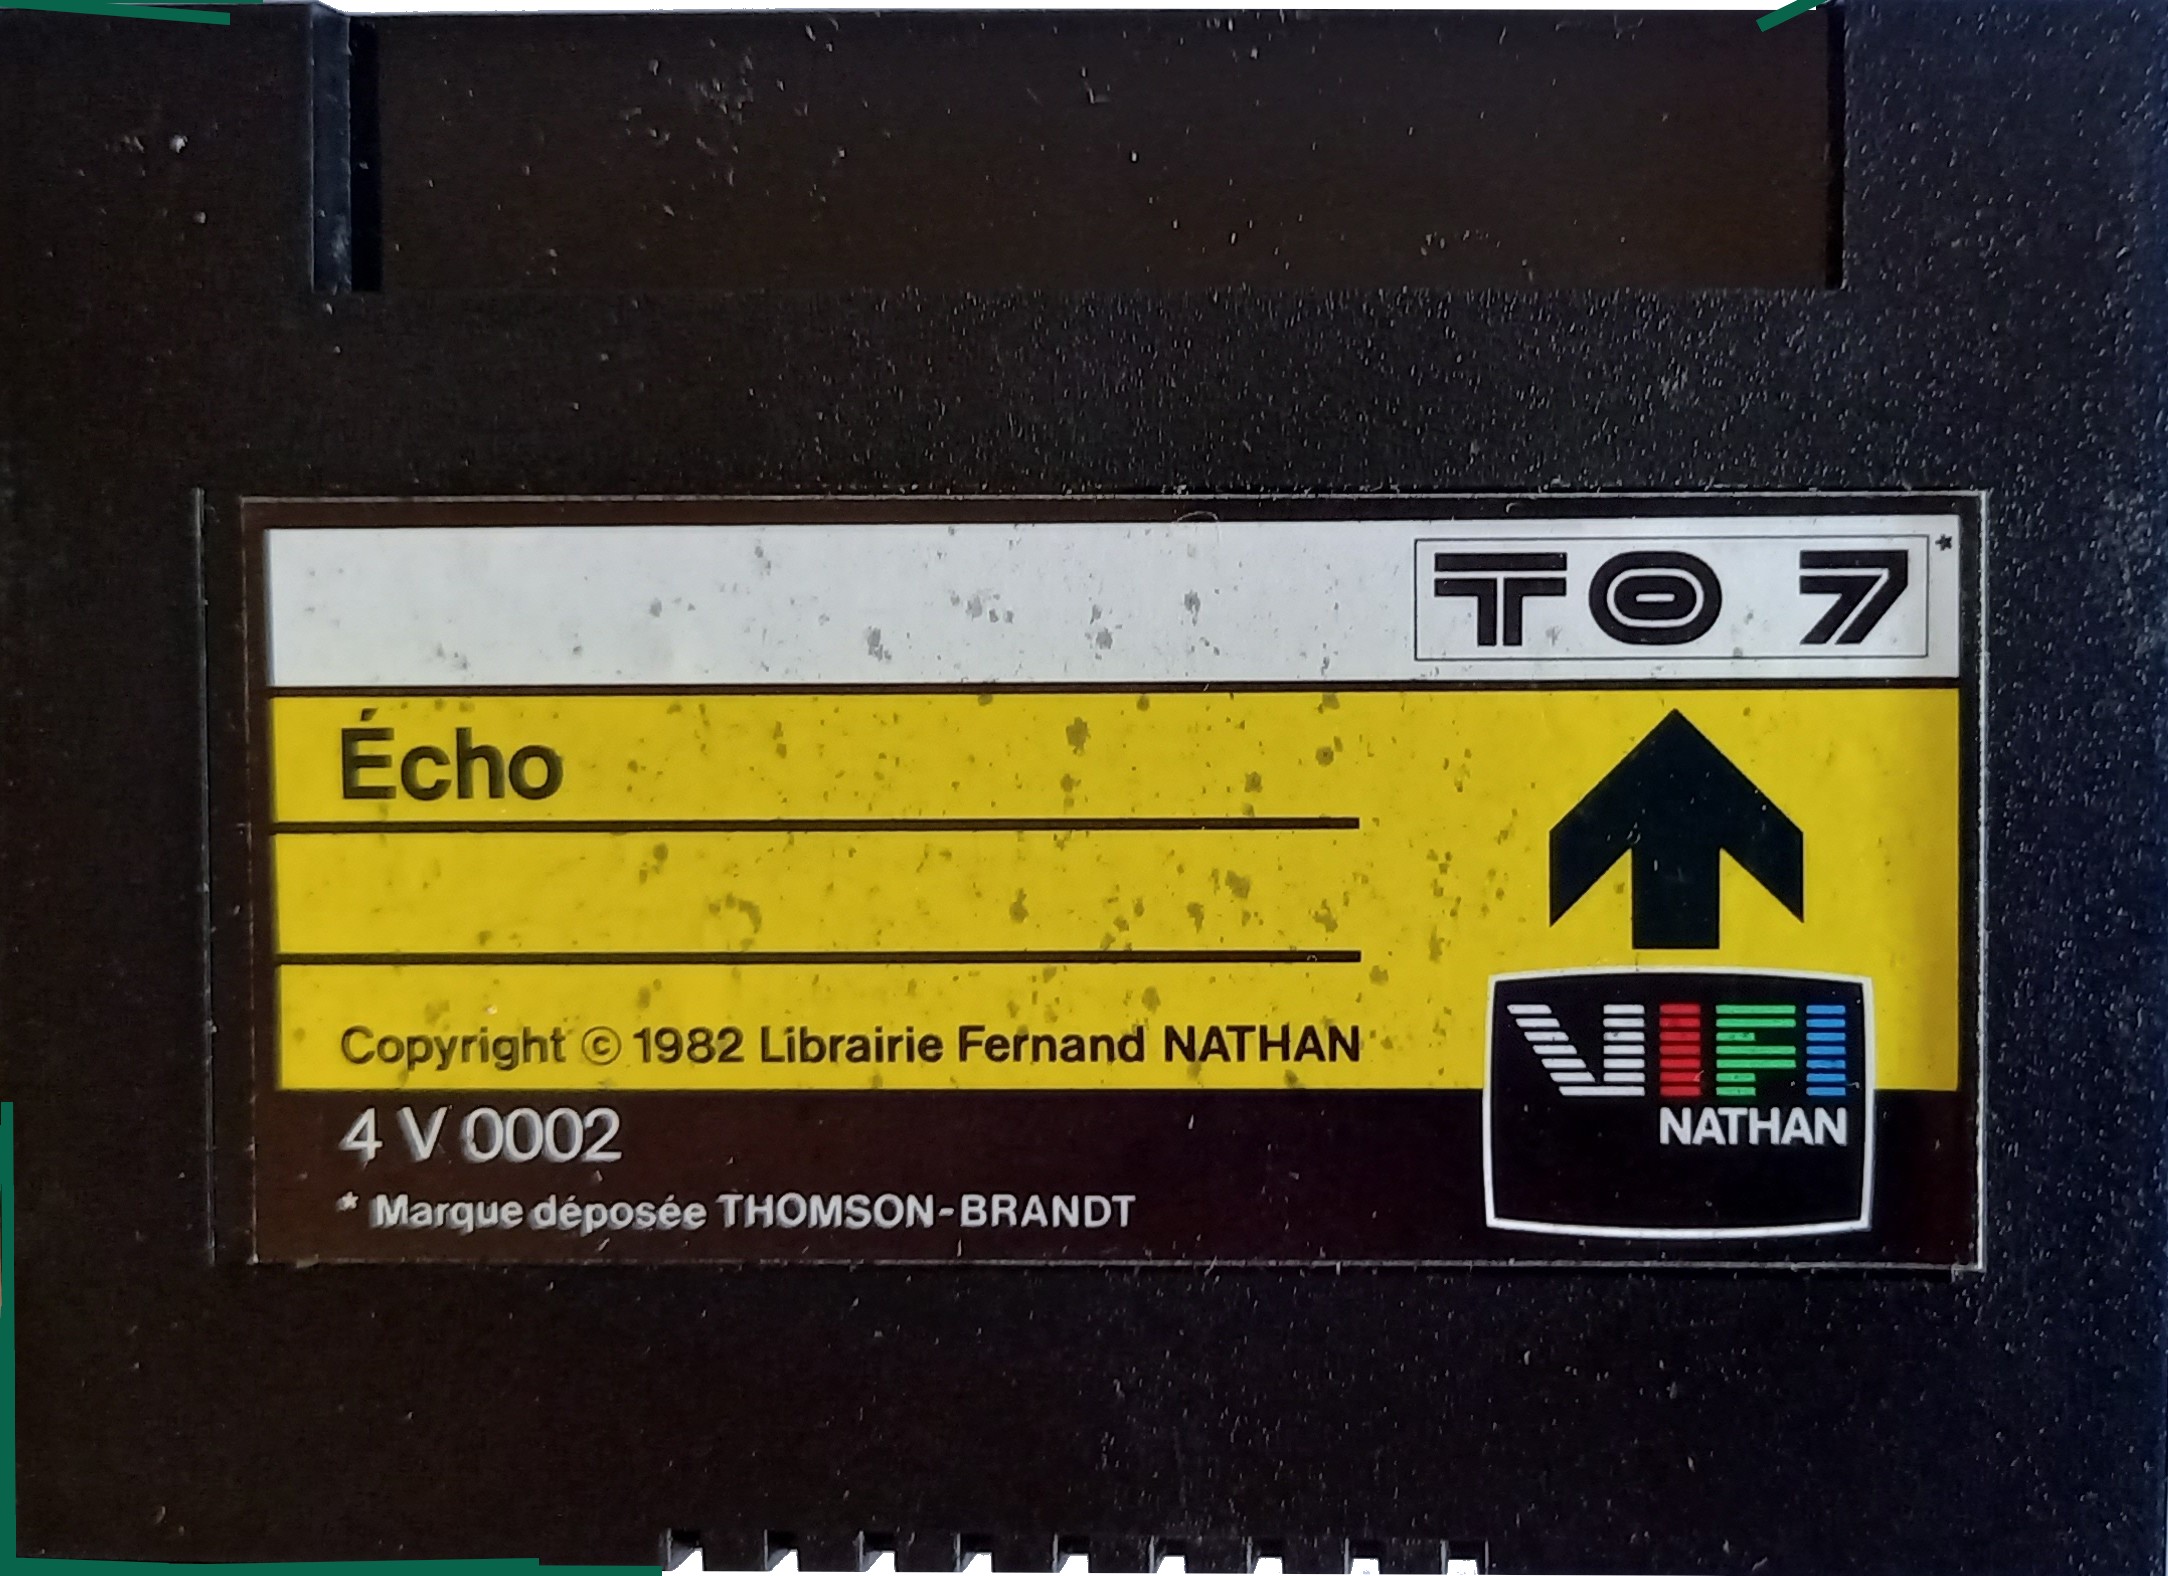 TO 7 *
Écho
Copyright © 1982 Librairie Fernand NATHAN
VIFI
NATHAN
4 V 0002
* Marque déposée THOMSON-BRANDT